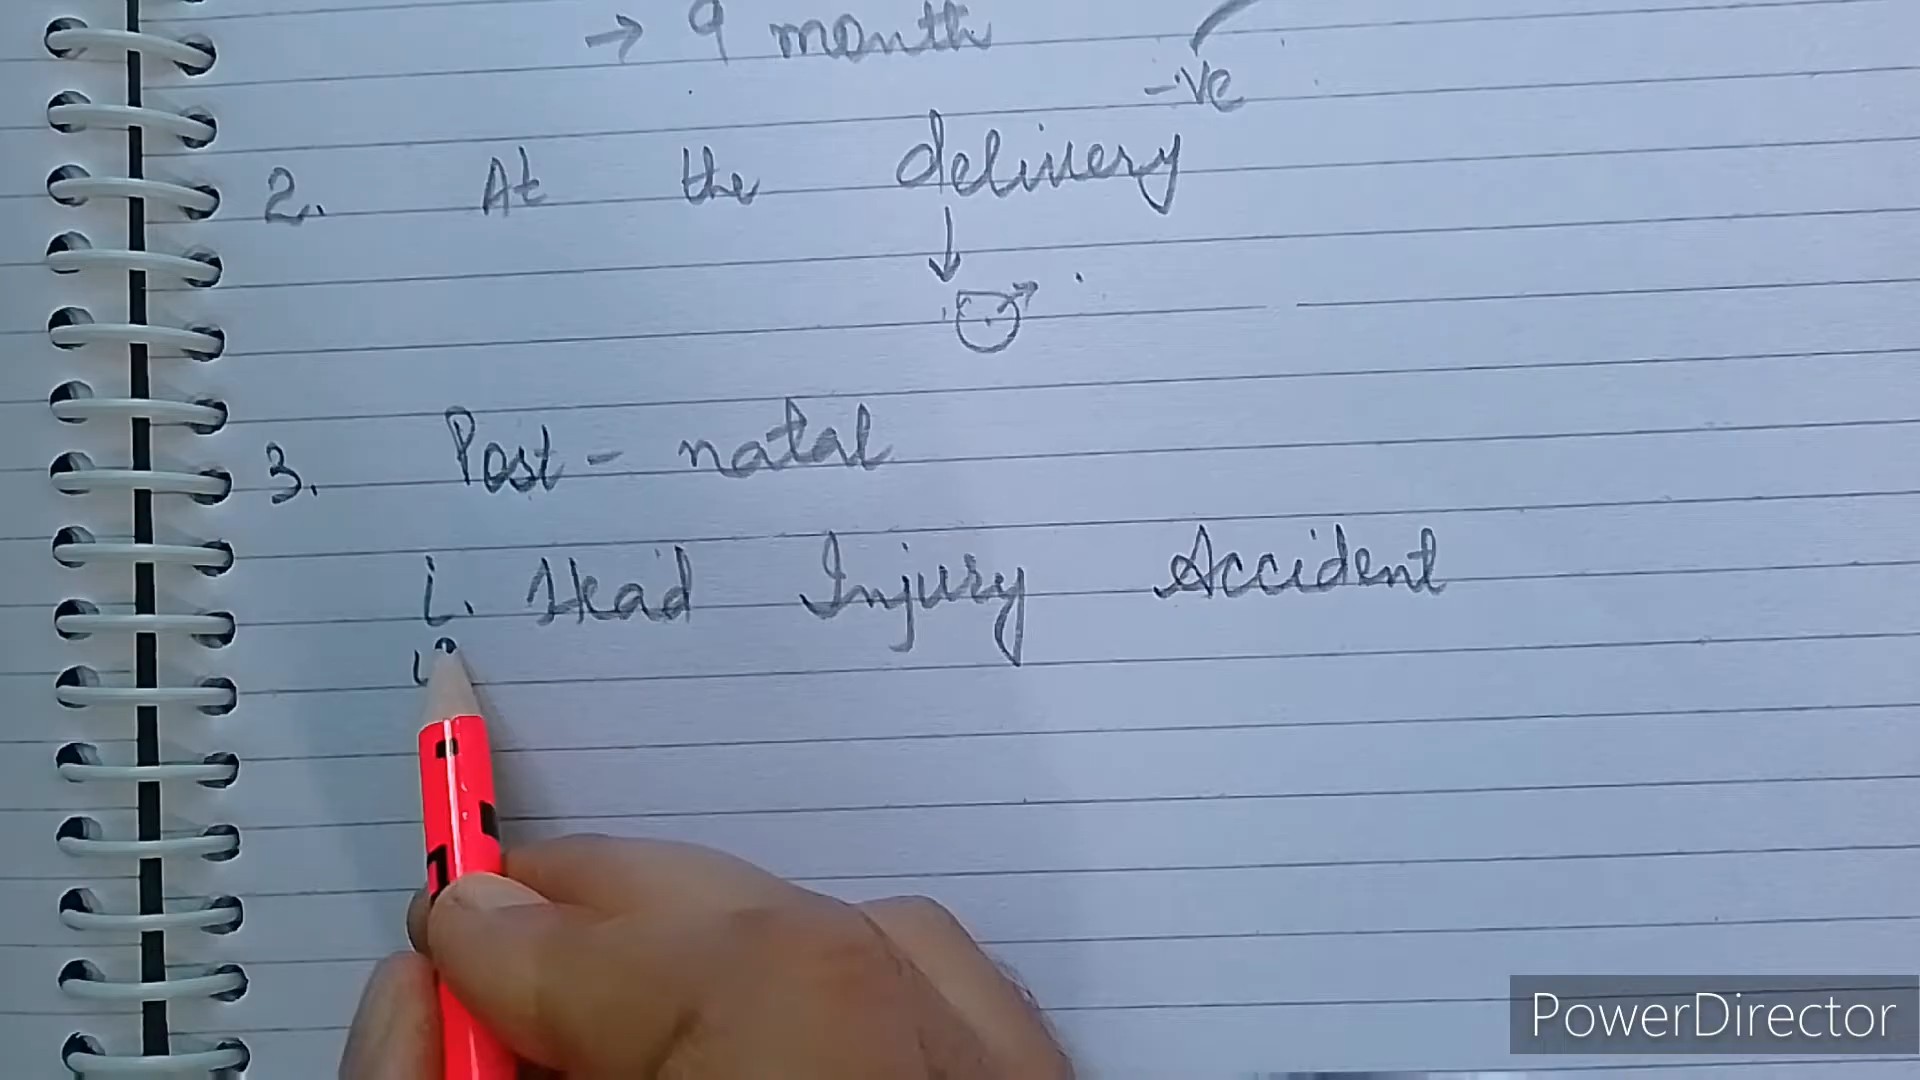 → 9 month
-ve
2. At the delivery
3. Post - natal
i. Head Injury Accident
PowerDirector